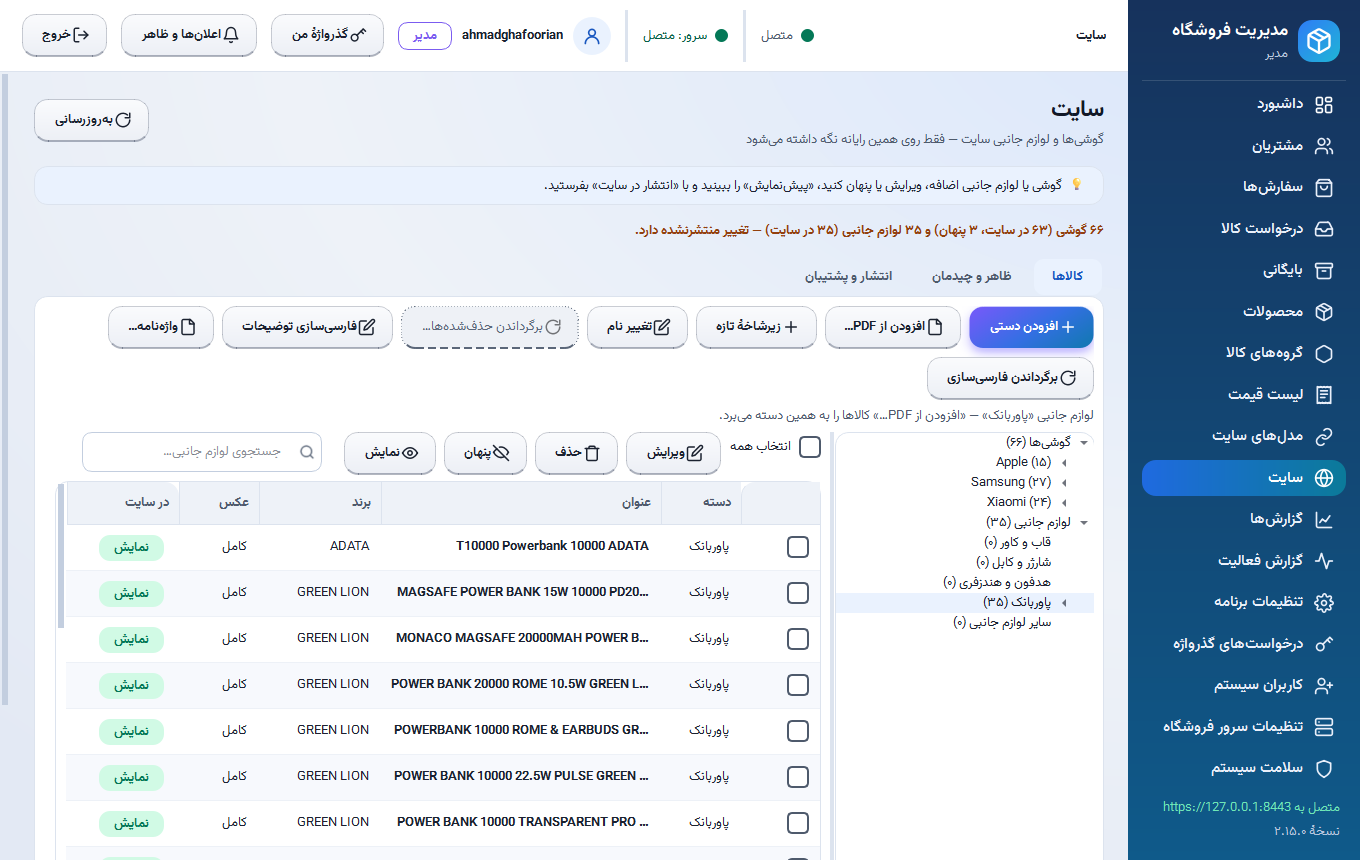 مدیریت فروشگاه
مدیر
داشبورد
مشتریان
سفارش‌ها
درخواست کالا
بایگانی
محصولات
گروه‌های کالا
لیست قیمت
مدل‌های سایت
سایت
گزارش‌ها
گزارش فعالیت
تنظیمات برنامه
درخواست‌های گذرواژه
کاربران سیستم
تنظیمات سرور فروشگاه
سلامت سیستم
متصل به https://127.0.0.1:8443
نسخهٔ ۲.۱۵.۰
سایت
متصل
سرور: متصل
ahmadghafoorian
مدیر
گذرواژهٔ من
اعلان‌ها و ظاهر
خروج
سایت
گوشی‌ها و لوازم جانبی سایت — فقط روی همین رایانه نگه داشته می‌شود
به‌روزرسانی
💡 گوشی یا لوازم جانبی اضافه، ویرایش یا پنهان کنید، «پیش‌نمایش» را ببینید و با «انتشار در سایت» بفرستید.
۶۶ گوشی (۶۳ در سایت، ۳ پنهان) و ۳۵ لوازم جانبی (۳۵ در سایت) — تغییر منتشرنشده دارد.
کالاها
ظاهر و چیدمان
انتشار و پشتیبان
افزودن دستی
افزودن از PDF…
زیرشاخهٔ تازه
تغییر نام
برگرداندن حذف‌شده‌ها…
فارسی‌سازی توضیحات
واژه‌نامه…
برگرداندن فارسی‌سازی
لوازم جانبی «پاوربانک» — «افزودن از PDF…» کالاها را به همین دسته می‌برد.
گوشی‌ها (۶۶)
Apple (۱۵)
Samsung (۲۷)
Xiaomi (۲۴)
لوازم جانبی (۳۵)
قاب و کاور (۰)
شارژر و کابل (۰)
هدفون و هندزفری (۰)
پاوربانک (۳۵)
سایر لوازم جانبی (۰)
انتخاب همه
ویرایش
حذف
پنهان
نمایش
جستجوی لوازم جانبی…
دسته عنوان برند عکس در سایت
پاوربانک T10000 Powerbank 10000 ADATA ADATA کامل نمایش
پاوربانک MAGSAFE POWER BANK 15W 10000 PD20… GREEN LION کامل نمایش
پاوربانک MONACO MAGSAFE 20000MAH POWER B… GREEN LION کامل نمایش
پاوربانک POWER BANK 20000 ROME 10.5W GREEN L… GREEN LION کامل نمایش
پاوربانک POWERBANK 10000 ROME & EARBUDS GR… GREEN LION کامل نمایش
پاوربانک POWER BANK 10000 22.5W PULSE GREEN … GREEN LION کامل نمایش
پاوربانک POWER BANK 10000 TRANSPARENT PRO … GREEN LION کامل نمایش